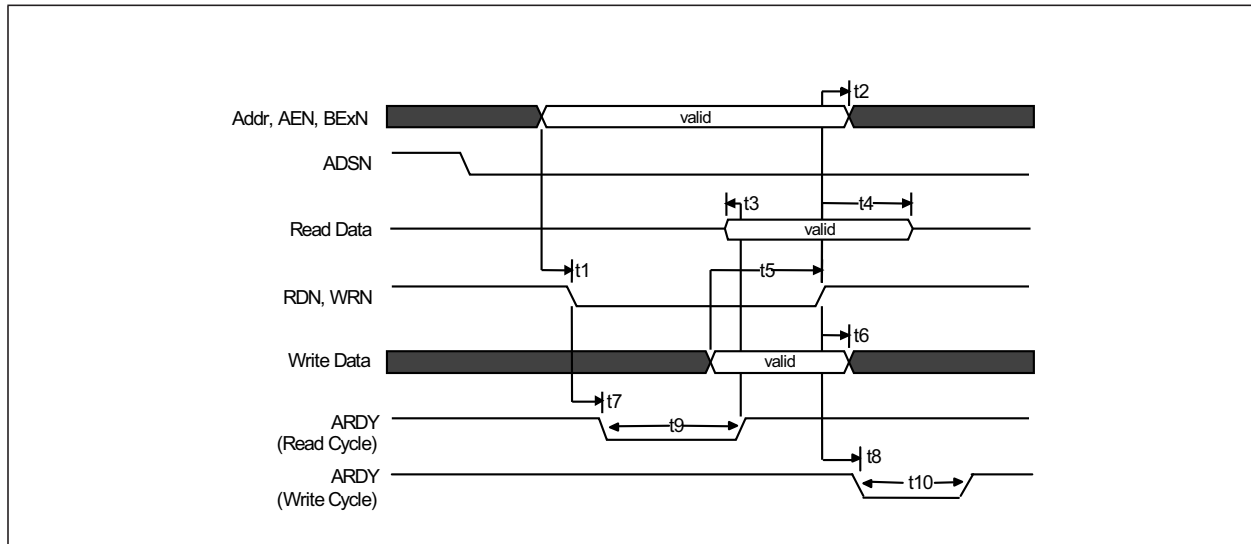 t2
Addr, AEN, BExN
valid
ADSN
t3
t4
Read Data
valid
t1
t5
RDN, WRN
t6
Write Data
valid
t7
ARDY
(Read Cycle)
t9
t8
ARDY
(Write Cycle)
t10